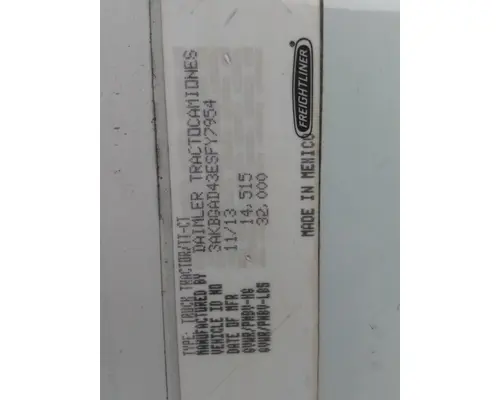 TYPE: TRUCK TRACTOR/TT-CT
MANUFACTURED BY DAIMLER TRACTOCAMIONES
VEHICLE ID NO 3AKBGAD43ESFY7954
DATE OF MFR 11/13
GVWR/PNBV-KG 14,515
GVWR/PNBV-LBS 32,000
MADE IN MEXICO
FREIGHTLINER